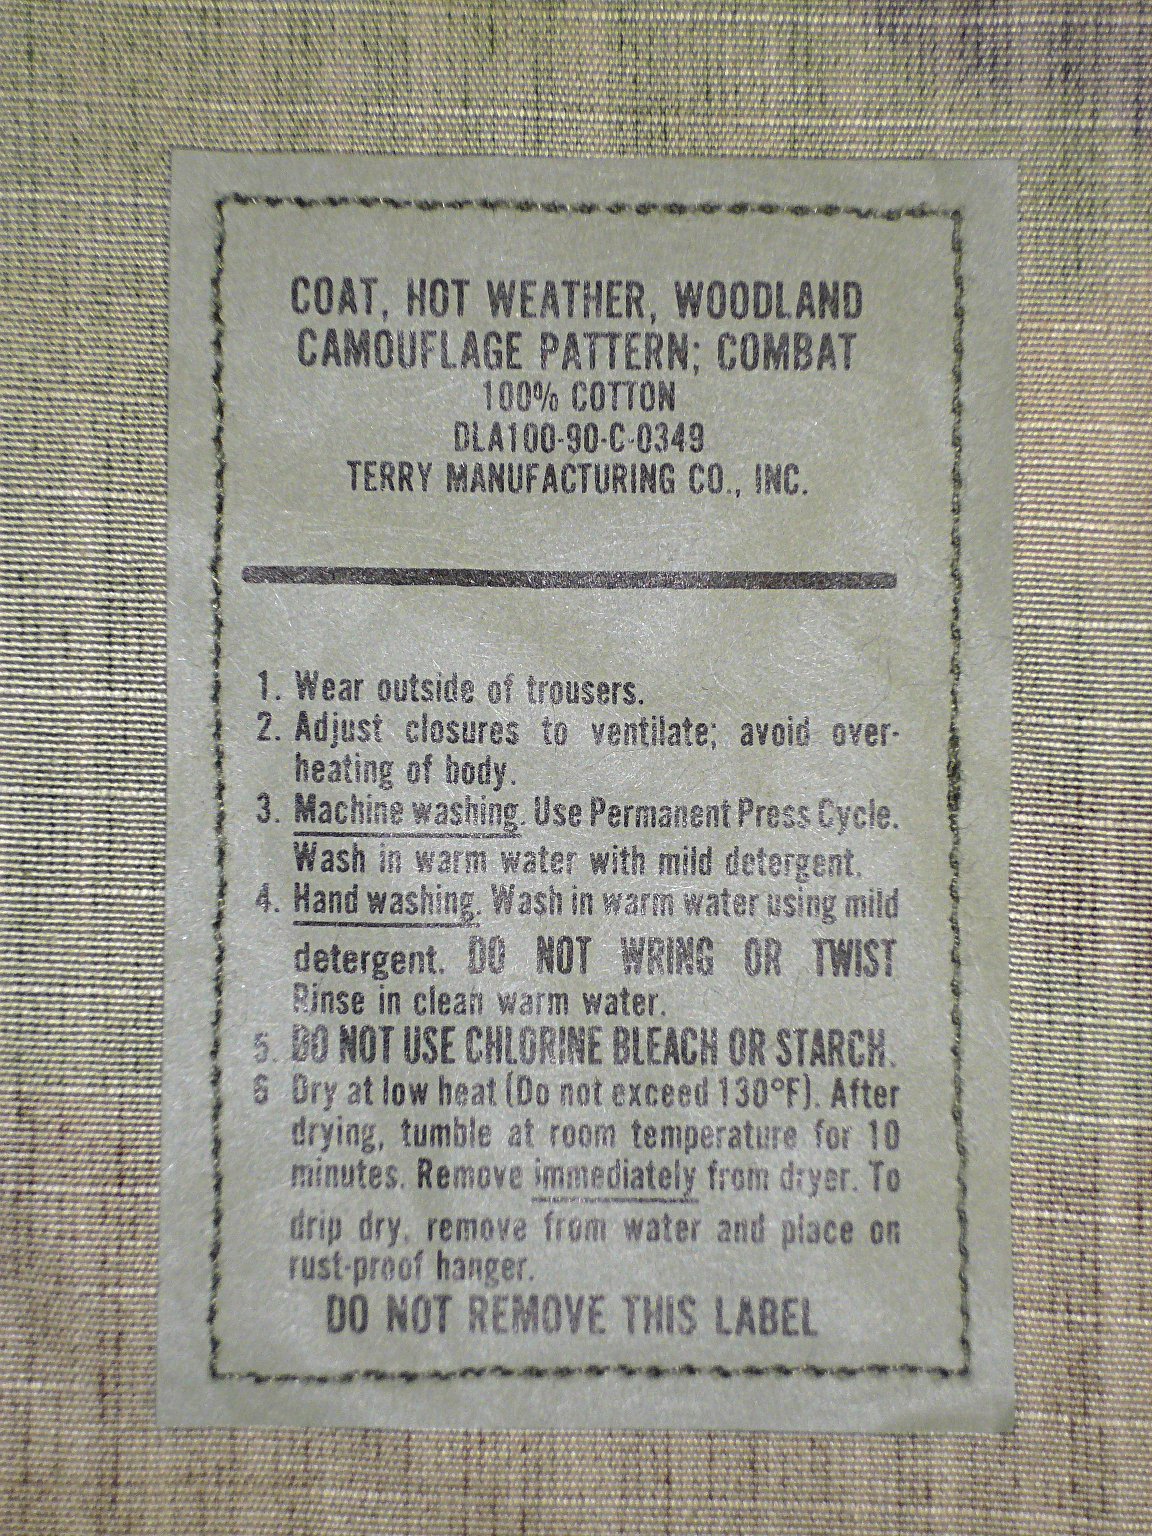 COAT, HOT WEATHER, WOODLAND
CAMOUFLAGE PATTERN; COMBAT
100% COTTON
DLA100-90-C-0349
TERRY MANUFACTURING CO., INC.
1. Wear outside of trousers.
2. Adjust closures to ventilate; avoid over-
heating of body.
3. Machine washing. Use Permanent Press Cycle.
Wash in warm water with mild detergent.
4. Hand washing. Wash in warm water using mild
detergent. DO NOT WRING OR TWIST
Rinse in clean warm water.
5. DO NOT USE CHLORINE BLEACH OR STARCH.
6 Dry at low heat (Do not exceed 130°F). After
drying, tumble at room temperature for 10
minutes. Remove immediately from dryer. To
drip dry, remove from water and place on
rust-proof hanger.
DO NOT REMOVE THIS LABEL